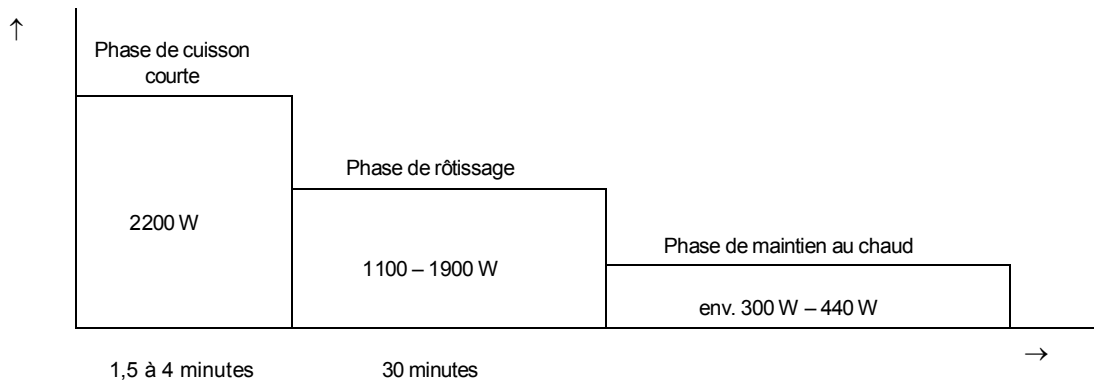 ↑
Phase de cuisson
courte
Phase de rôtissage
2200 W
Phase de maintien au chaud
1100 – 1900 W
env. 300 W – 440 W
→
1,5 à 4 minutes
30 minutes